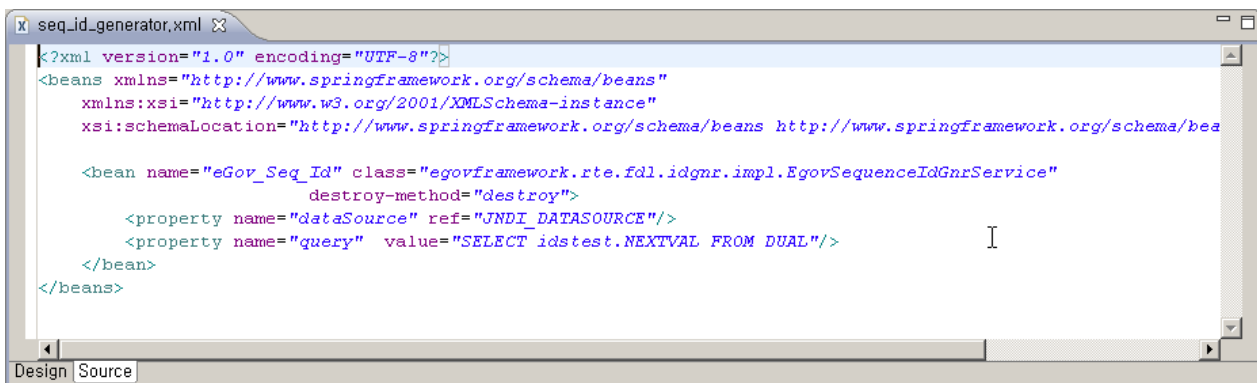 seq_id_generator.xml
<?xml version="1.0" encoding="UTF-8"?>
<beans xmlns="http://www.springframework.org/schema/beans"
xmlns:xsi="http://www.w3.org/2001/XMLSchema-instance"
xsi:schemaLocation="http://www.springframework.org/schema/beans http://www.springframework.org/schema/bea
<bean name="eGov_Seq_Id" class="egovframework.rte.fdl.idgnr.impl.EgovSequenceIdGnrService"
destroy-method="destroy">
<property name="dataSource" ref="JNDI_DATASOURCE"/>
<property name="query"  value="SELECT idstest.NEXTVAL FROM DUAL"/>
</bean>
</beans>
Design Source